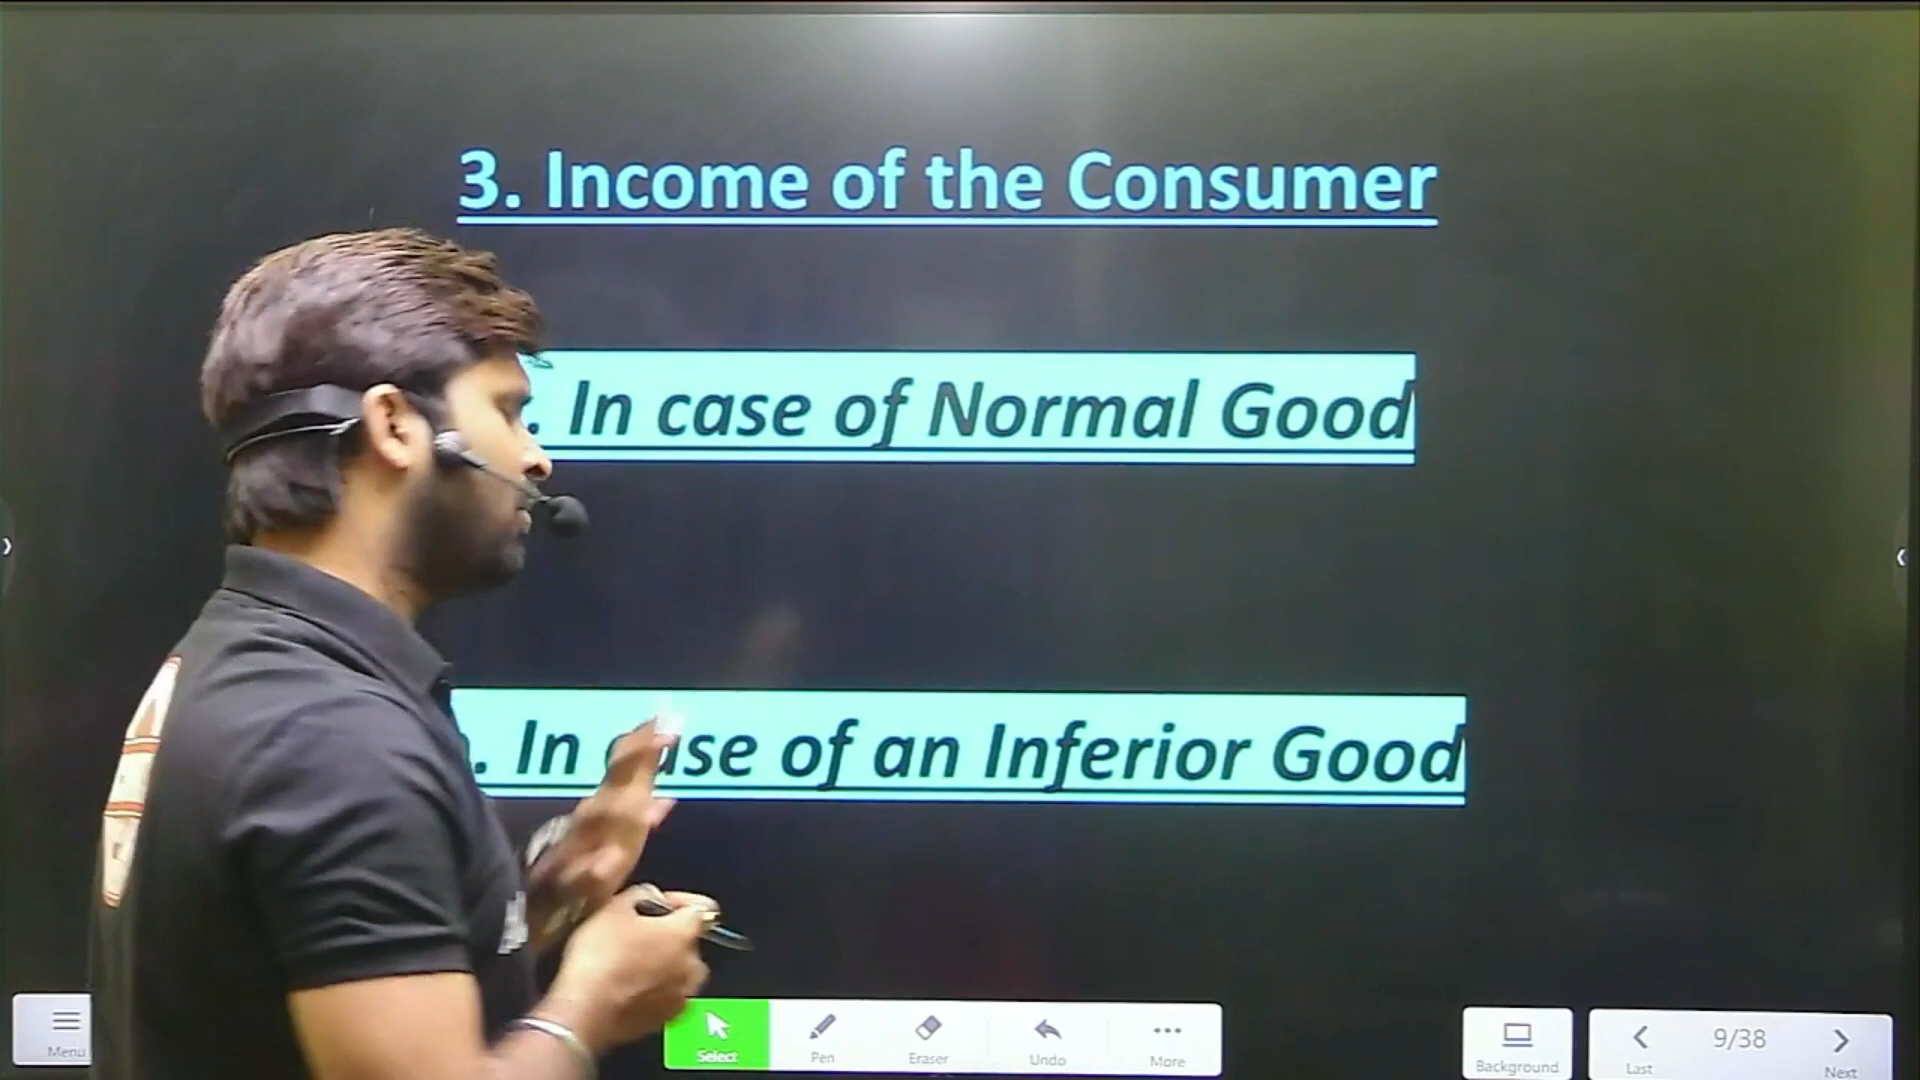 3. Income of the Consumer
. In case of Normal Good
. In case of an Inferior Good
Menu
Select
Pen
Eraser
Undo
More
Background
Last
9/38
Next